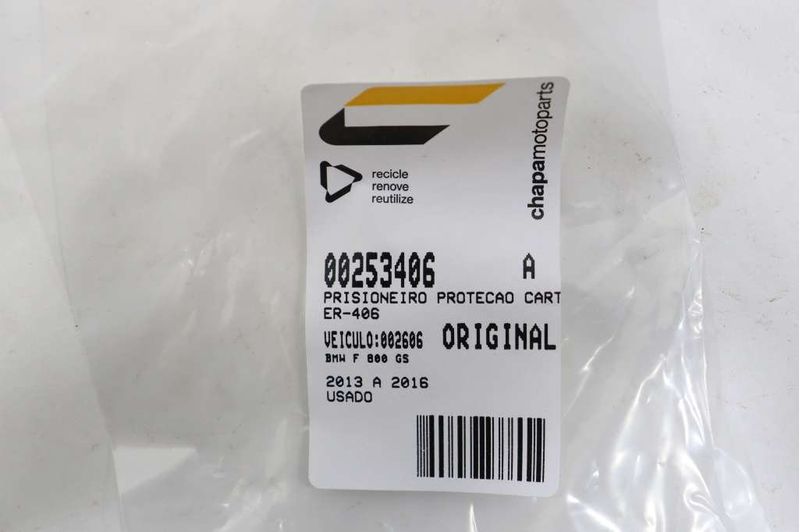 chapamotoparts
recicle
renove
reutilize
00253406 A
PRISIONEIRO PROTECAO CART
ER-406
VEICULO:002606 ORIGINAL
BMW F 800 GS
2013 A 2016
USADO